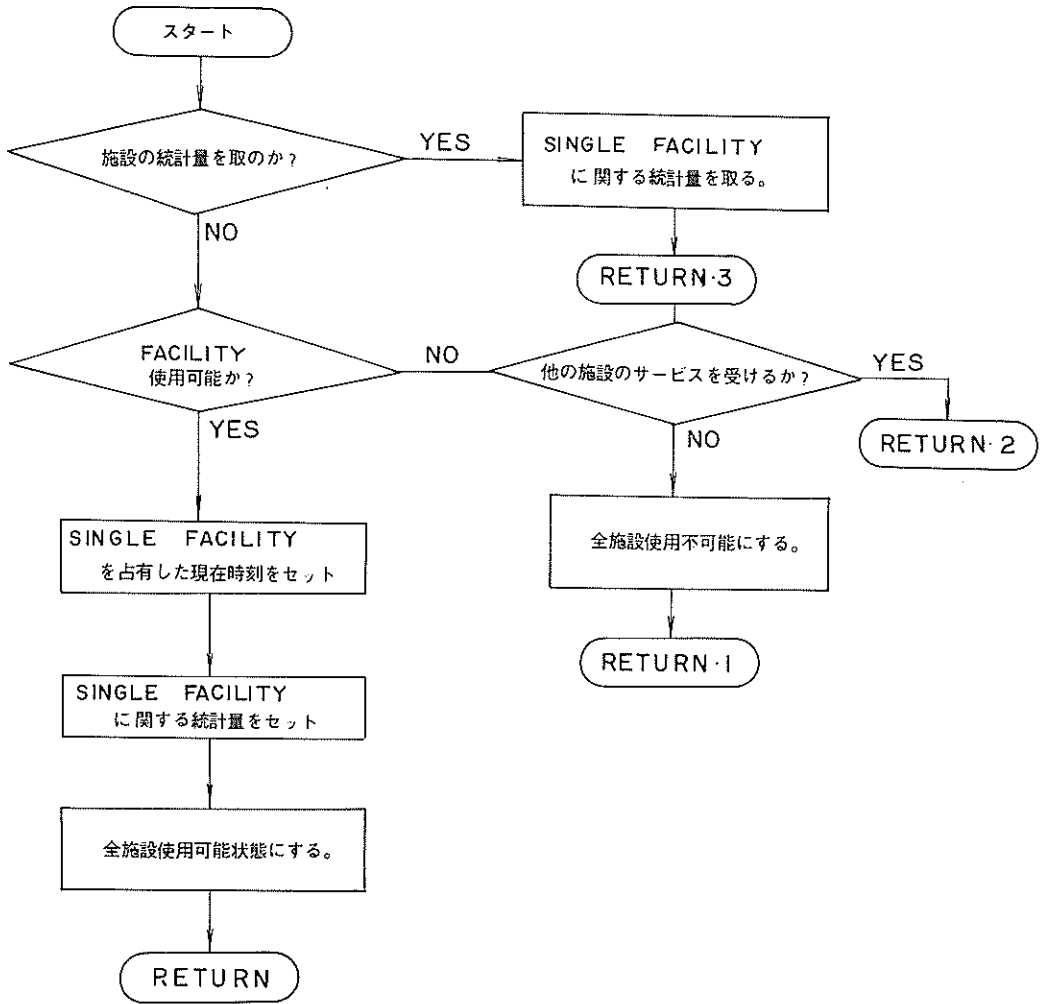 スタート
施設の統計量を取のか?
YES
SINGLE FACILITY
に関する統計量を取る。
NO
RETURN・3
FACILITY
使用可能か?
NO
他の施設のサービスを受けるか?
YES
RETURN・2
YES
NO
SINGLE FACILITY
を占有した現在時刻をセット
全施設使用不可能にする。
RETURN・1
SINGLE FACILITY
に関する統計量をセット
全施設使用可能状態にする。
RETURN